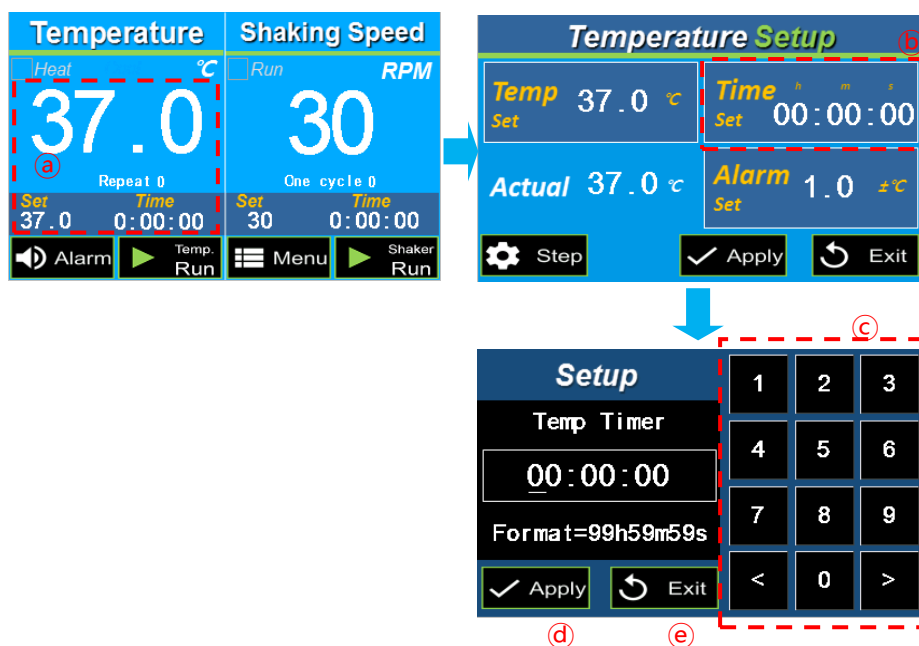 Temperature
Heat ℃
37.0
ⓐ
Repeat 0
Set Time
37.0 0:00:00
Alarm
Temp.
Run
Shaking Speed
Run RPM
30
One cycle 0
Set Time
30 0:00:00
Menu
Shaker
Run
Temperature Setup
ⓑ
Temp
Set
37.0 ℃
Time
Set
h m s
00:00:00
Actual 37.0 ℃
Alarm
Set
1.0 ±℃
Step
Apply
Exit
ⓒ
Setup
Temp Timer
00:00:00
Format=99h59m59s
Apply
Exit
1 2 3
4 5 6
7 8 9
< 0 >
ⓓ ⓔ